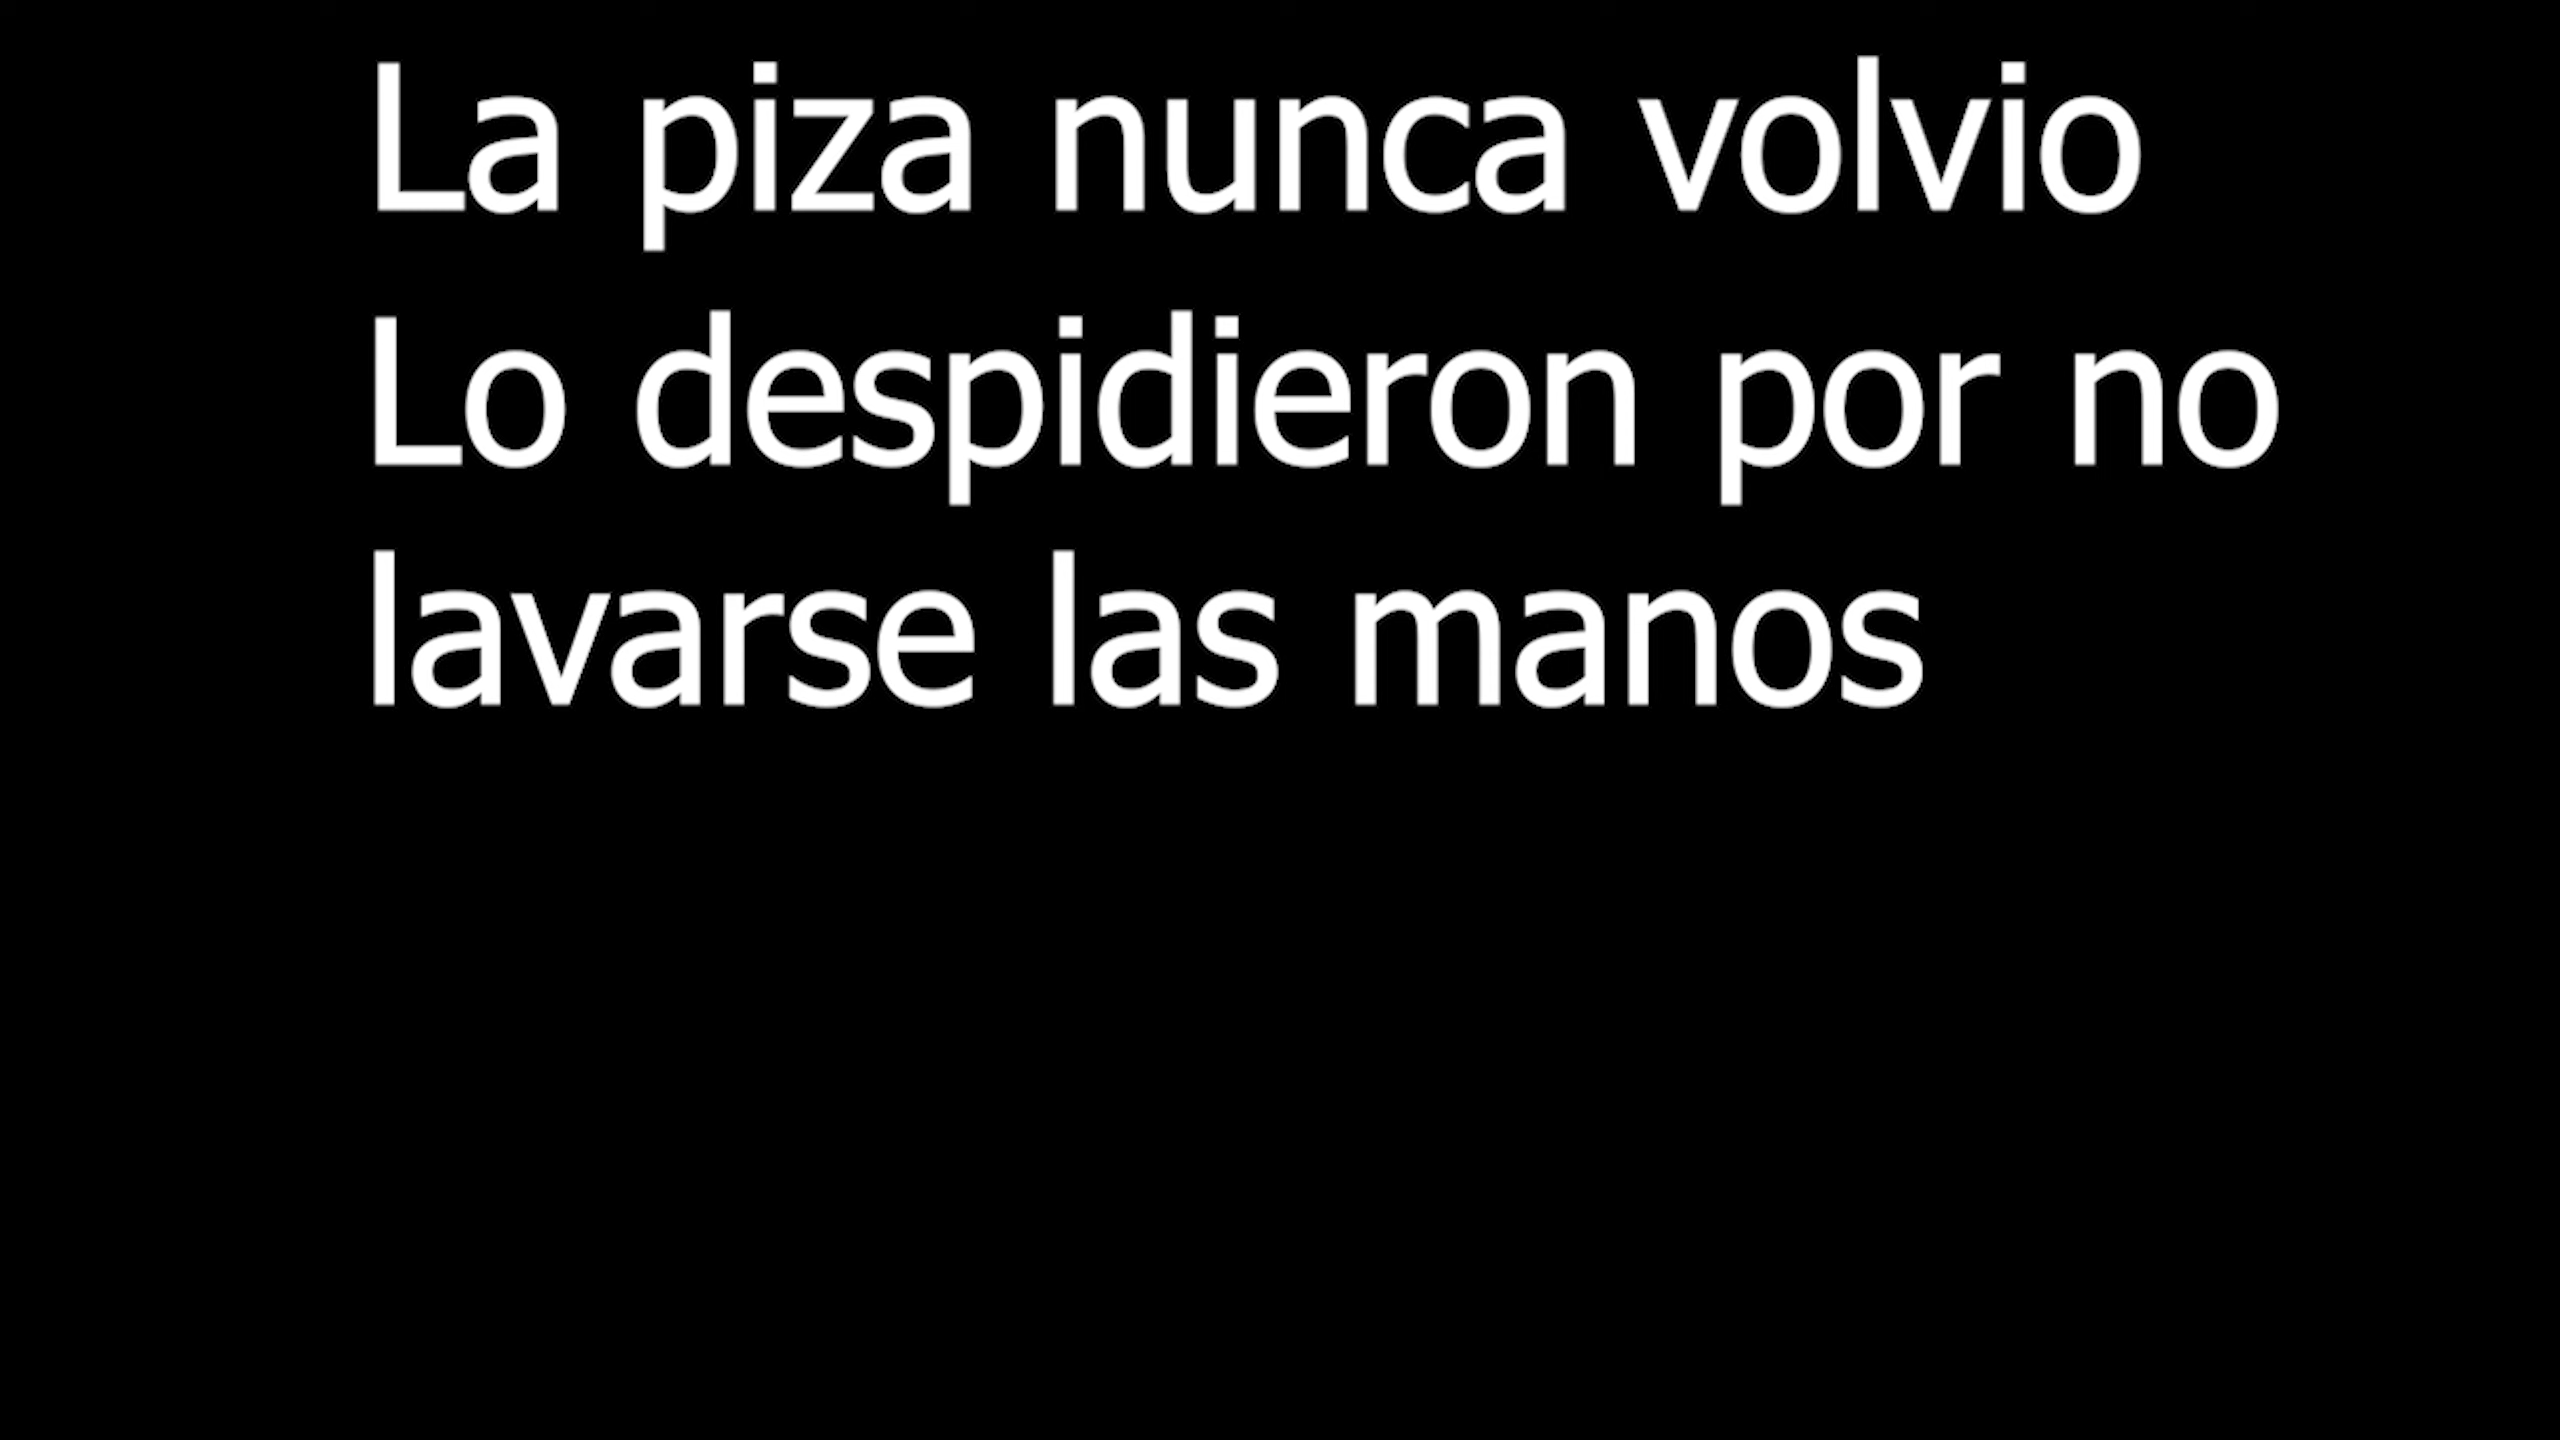 La piza nunca volvio
Lo despidieron por no
lavarse las manos